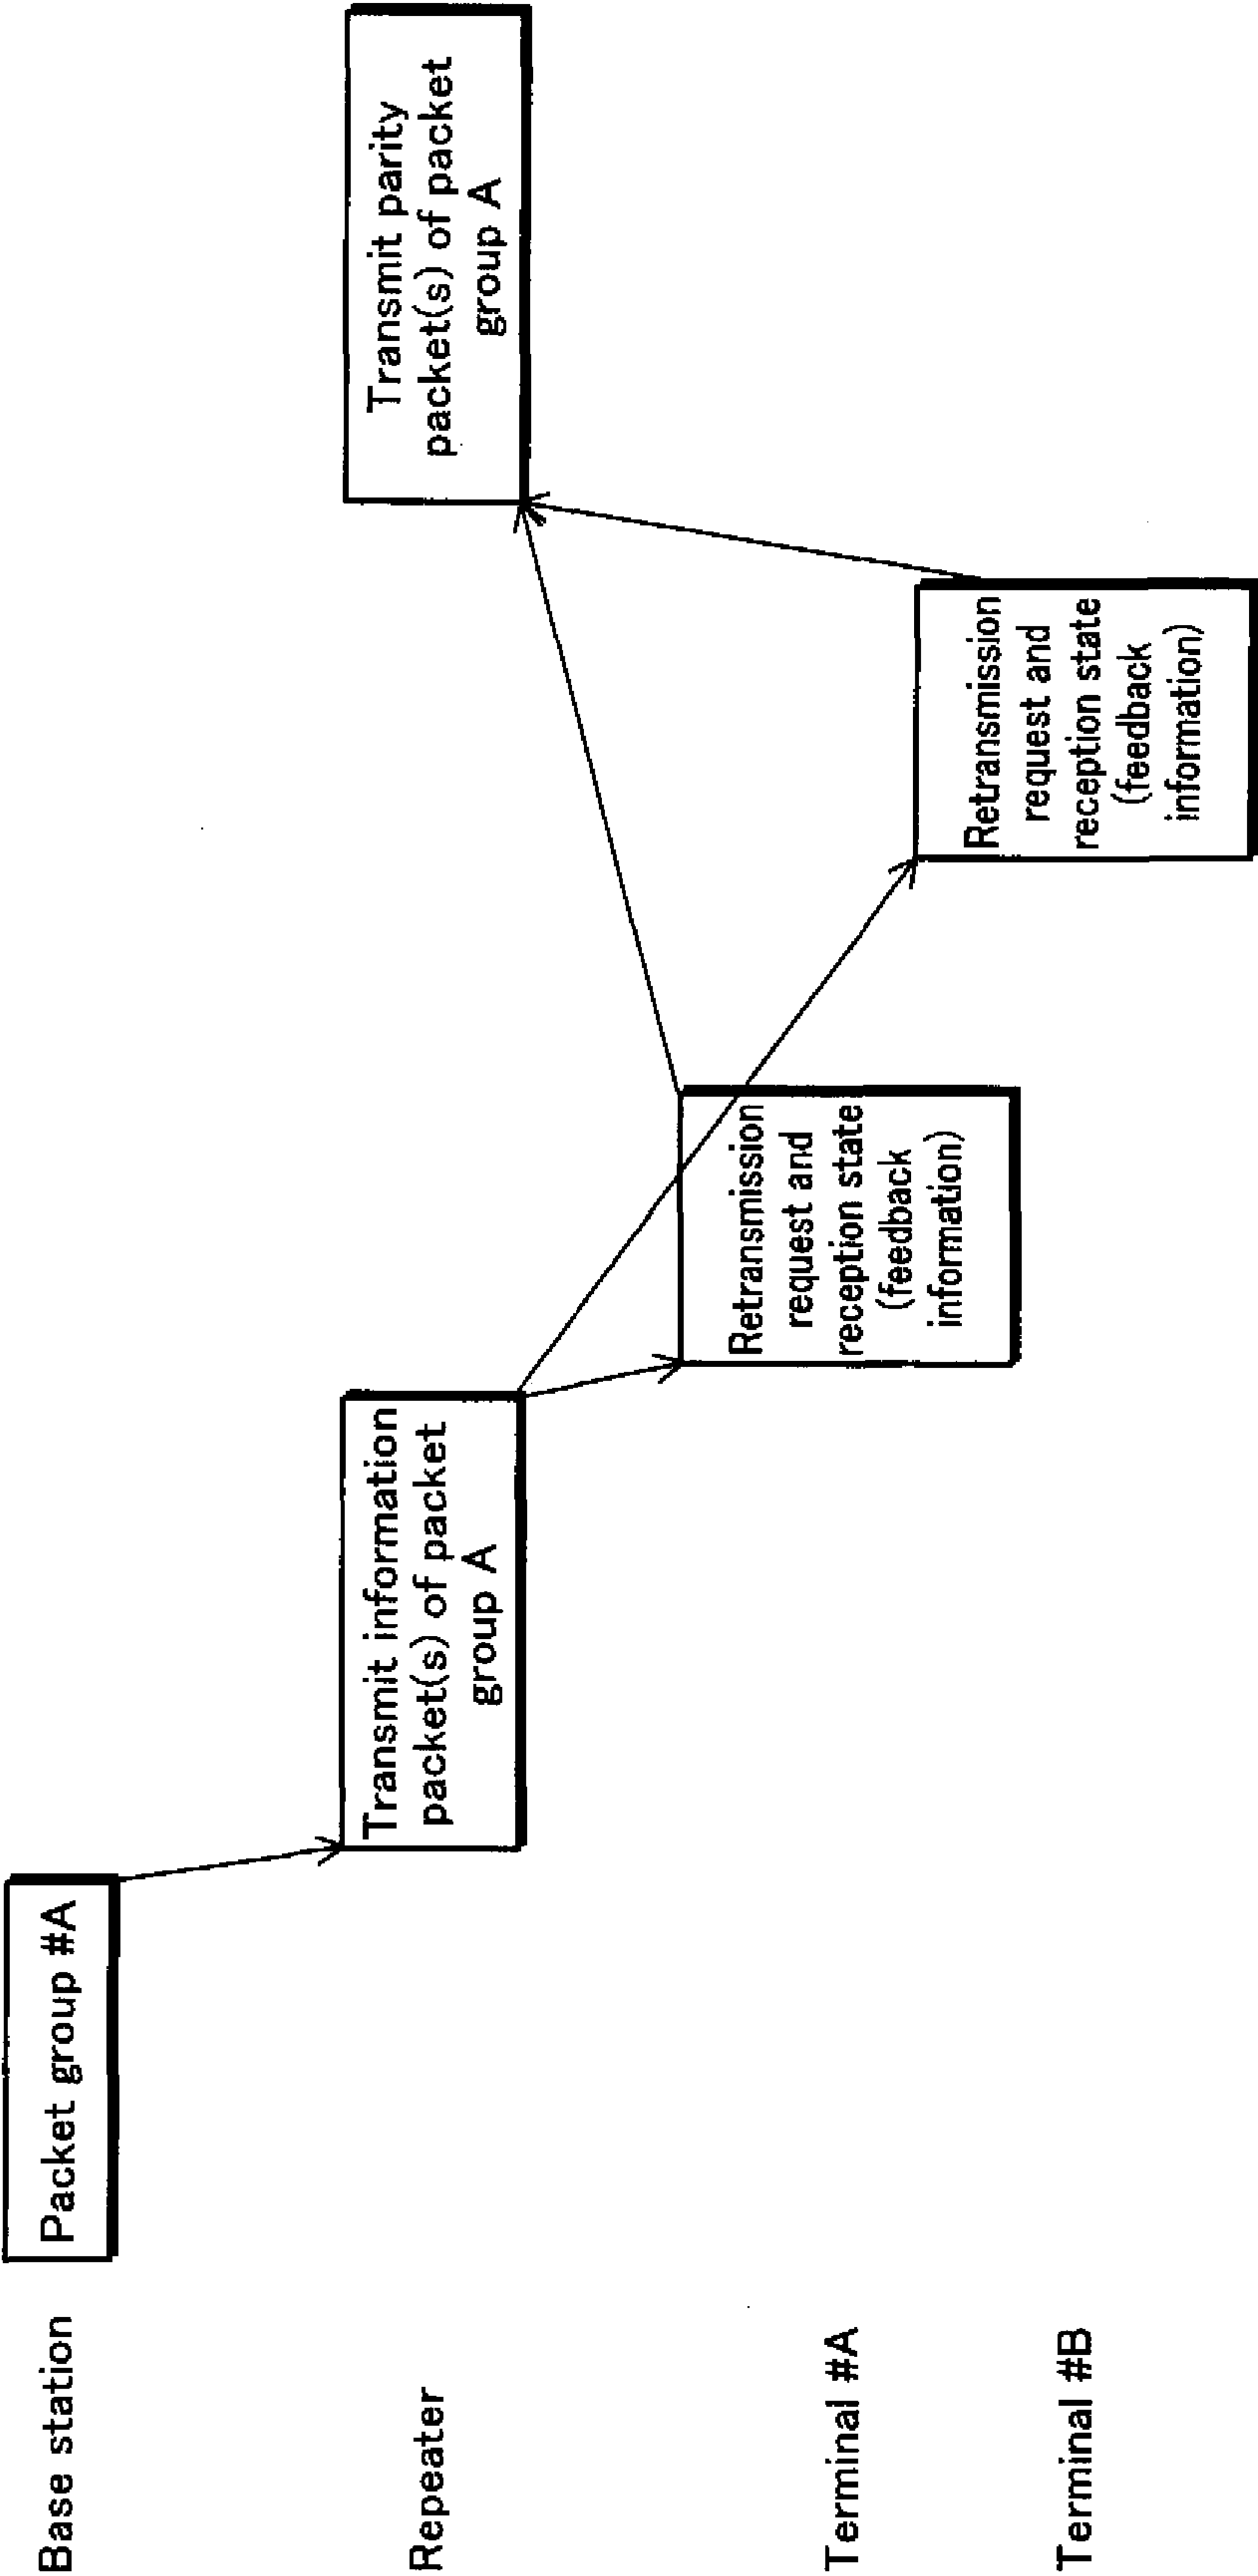 Base station
Packet group #A
Repeater
Transmit information
packet(s) of packet
group A
Transmit parity
packet(s) of packet
group A
Terminal #A
Retransmission
request and
reception state
(feedback
information)
Terminal #B
Retransmission
request and
reception state
(feedback
information)